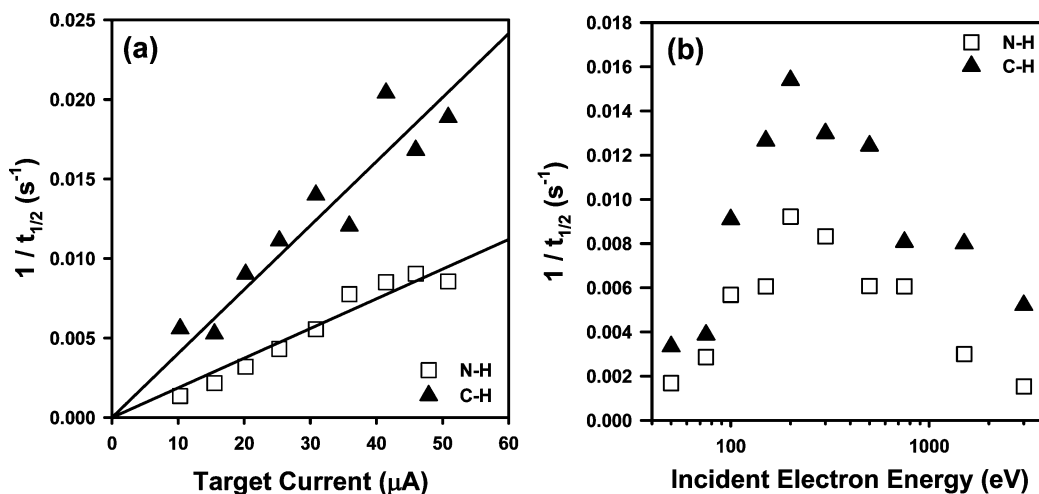 (a)
0.025
0.020
0.015
0.010
0.005
0.000
1 / t1/2 (s-1)
N-H
C-H
0 10 20 30 40 50 60
Target Current (μA)
(b)
N-H
C-H
0.018
0.016
0.014
0.012
0.010
0.008
0.006
0.004
0.002
0.000
1 / t1/2 (s-1)
100 1000
Incident Electron Energy (eV)